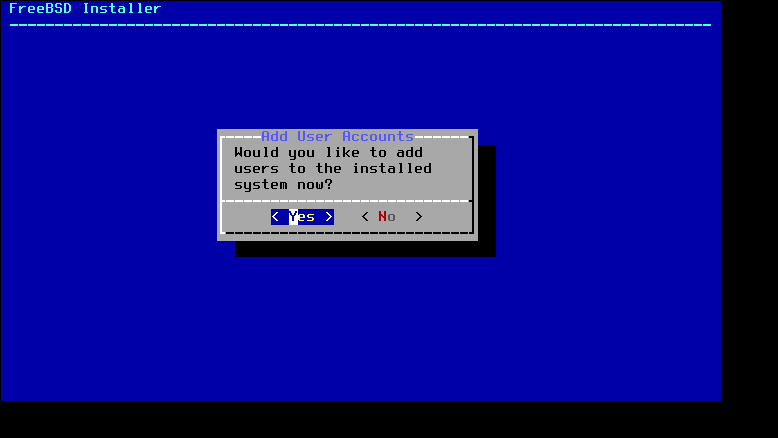 FreeBSD Installer
Add User Accounts
Would you like to add
users to the installed
system now?
< Yes > < No >